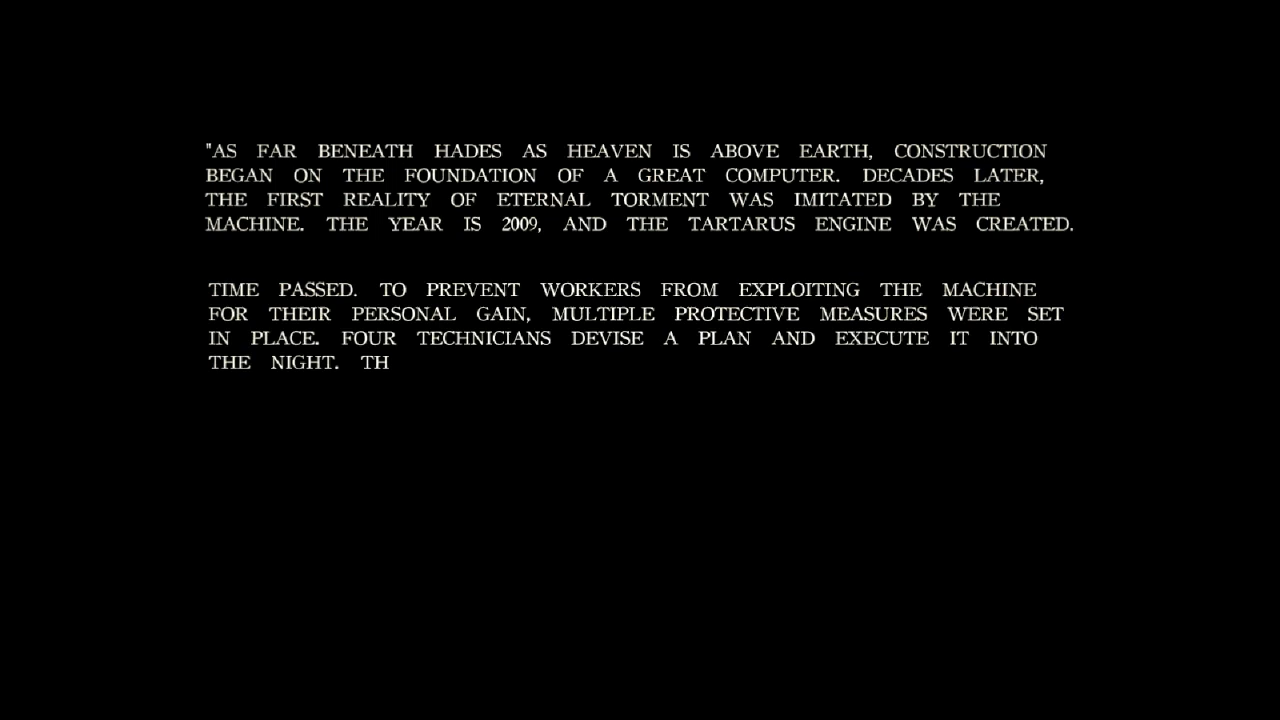 "AS FAR BENEATH HADES AS HEAVEN IS ABOVE EARTH, CONSTRUCTION
BEGAN ON THE FOUNDATION OF A GREAT COMPUTER. DECADES LATER,
THE FIRST REALITY OF ETERNAL TORMENT WAS IMITATED BY THE
MACHINE. THE YEAR IS 2009, AND THE TARTARUS ENGINE WAS CREATED.
TIME PASSED. TO PREVENT WORKERS FROM EXPLOITING THE MACHINE
FOR THEIR PERSONAL GAIN, MULTIPLE PROTECTIVE MEASURES WERE SET
IN PLACE. FOUR TECHNICIANS DEVISE A PLAN AND EXECUTE IT INTO
THE NIGHT. TH